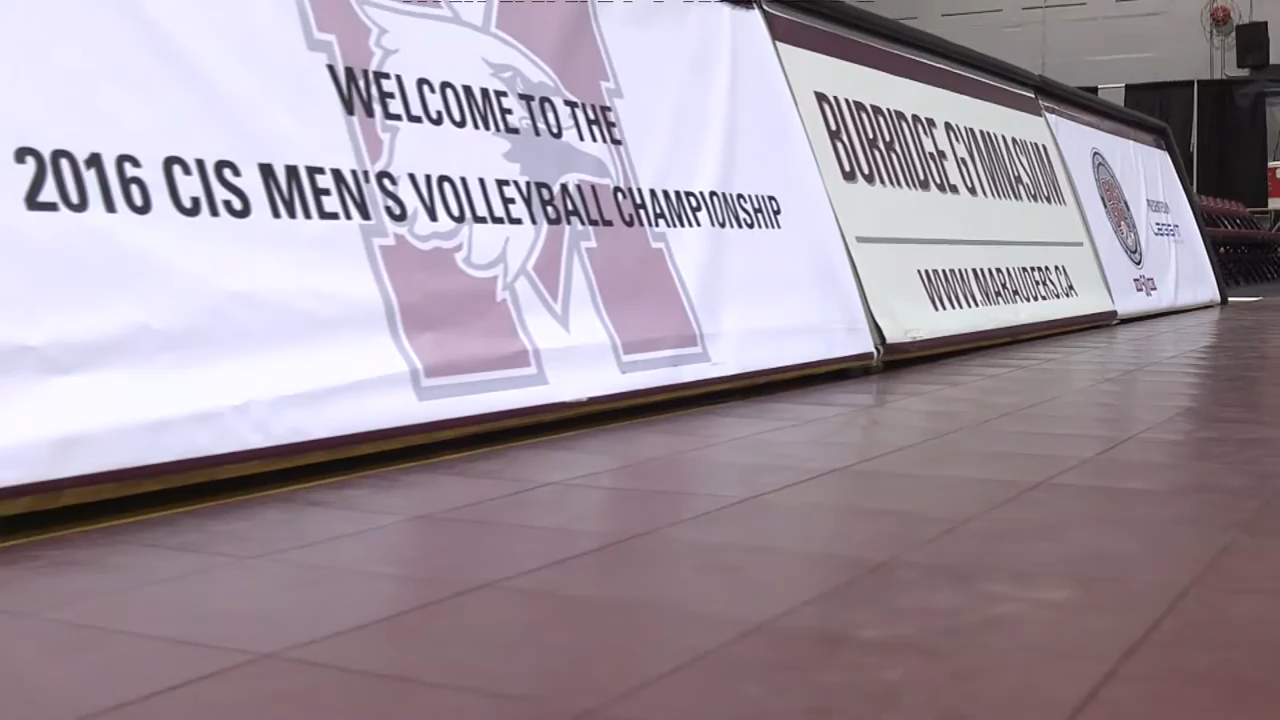 WELCOME TO THE
2016 CIS MEN'S VOLLEYBALL CHAMPIONSHIP
BURRIDGE GYMNASIUM
WWW.MARAUDERS.CA